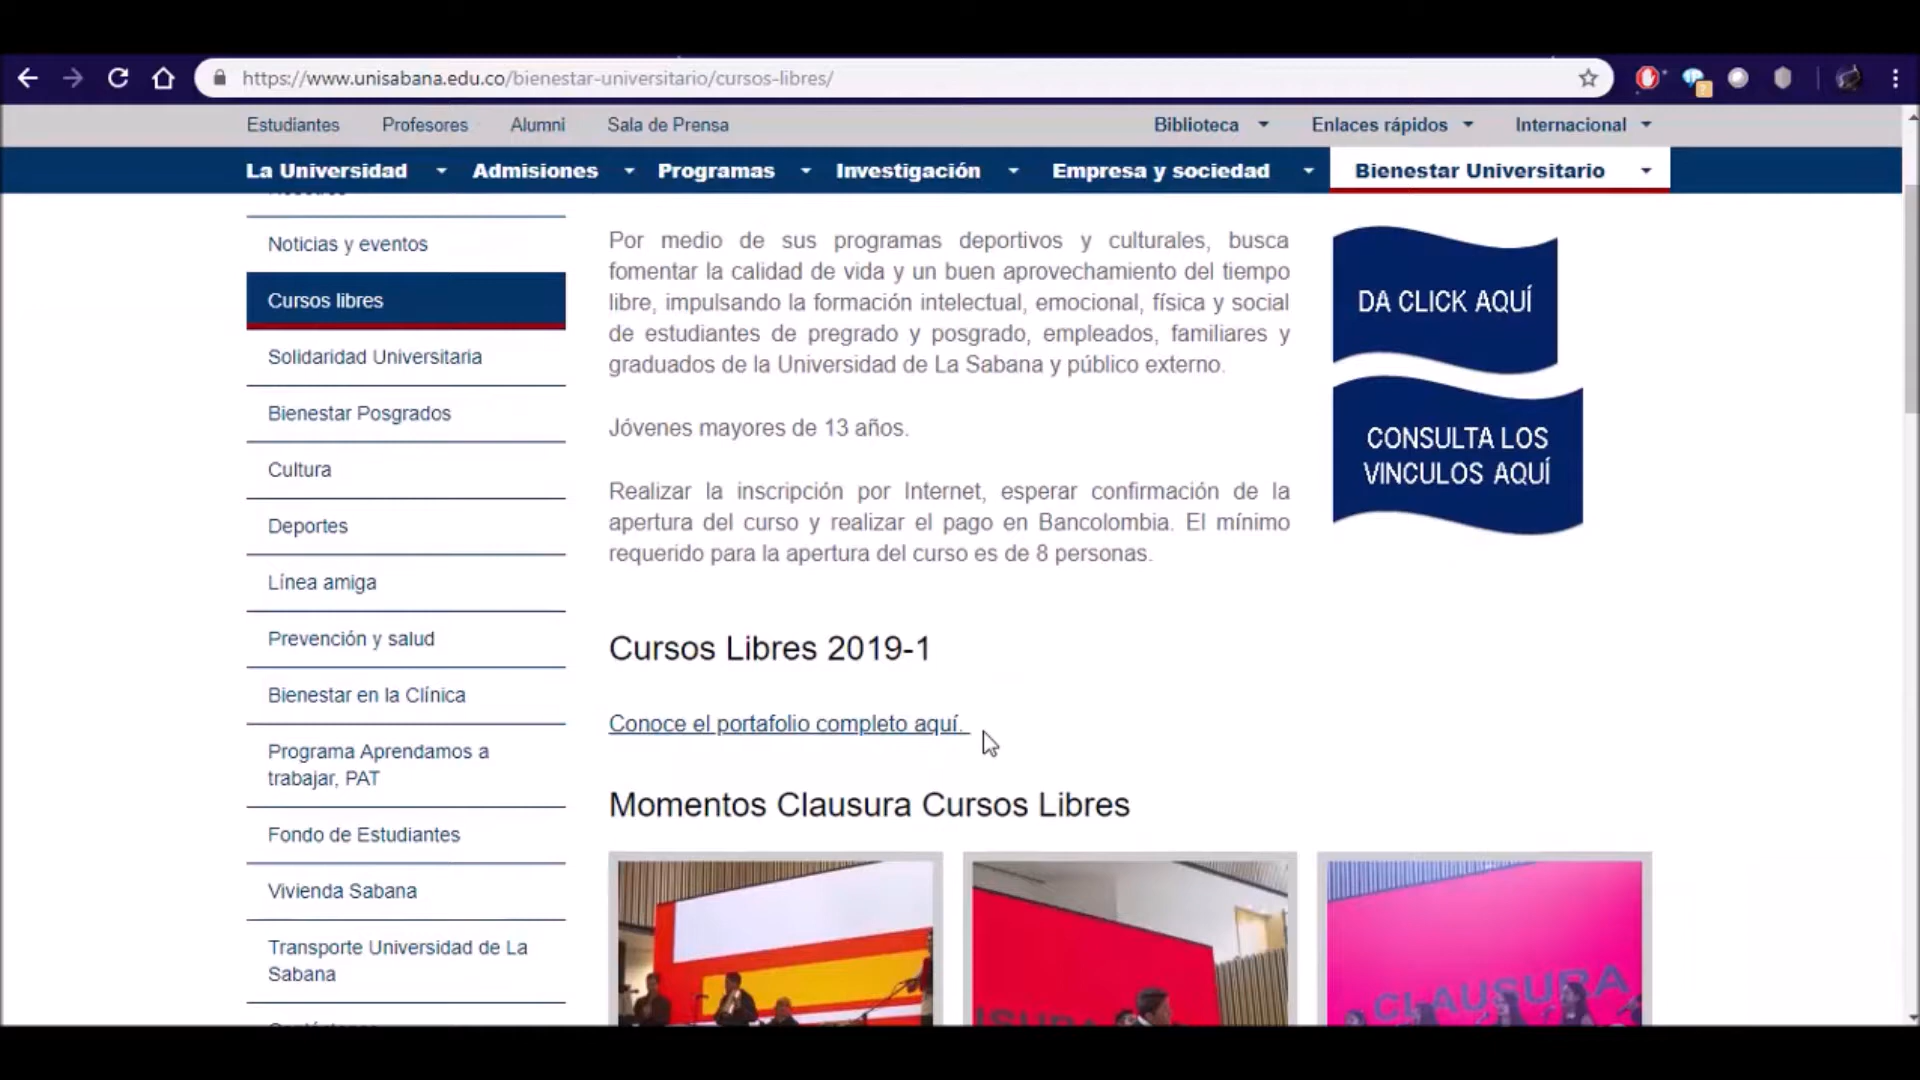 https://www.unisabana.edu.co/bienestar-universitario/cursos-libres/
Estudiantes
Profesores
Alumni
Sala de Prensa
Biblioteca
Enlaces rápidos
Internacional
La Universidad
Admisiones
Programas
Investigación
Empresa y sociedad
Bienestar Universitario
Noticias y eventos
Cursos libres
Solidaridad Universitaria
Bienestar Posgrados
Cultura
Deportes
Línea amiga
Prevención y salud
Bienestar en la Clínica
Programa Aprendamos a
trabajar, PAT
Fondo de Estudiantes
Vivienda Sabana
Transporte Universidad de La
Sabana
Por medio de sus programas deportivos y culturales, busca
fomentar la calidad de vida y un buen aprovechamiento del tiempo
libre, impulsando la formación intelectual, emocional, física y social
de estudiantes de pregrado y posgrado, empleados, familiares y
graduados de la Universidad de La Sabana y público externo.
Jóvenes mayores de 13 años.
Realizar la inscripción por Internet, esperar confirmación de la
apertura del curso y realizar el pago en Bancolombia. El mínimo
requerido para la apertura del curso es de 8 personas.
Cursos Libres 2019-1
Conoce el portafolio completo aquí.
Momentos Clausura Cursos Libres
CLAUSURA
DA CLICK AQUÍ
CONSULTA LOS
VINCULOS AQUÍ